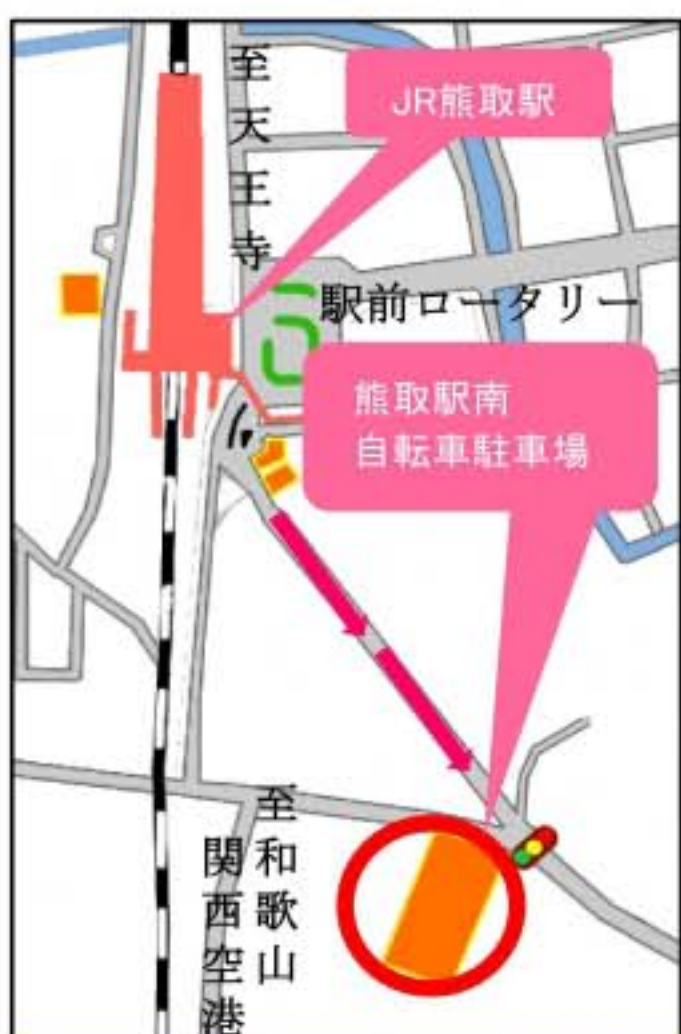 至天王寺
JR熊取駅
駅前ロータリー
熊取駅南
自転車駐車場
至和歌山
関西空港